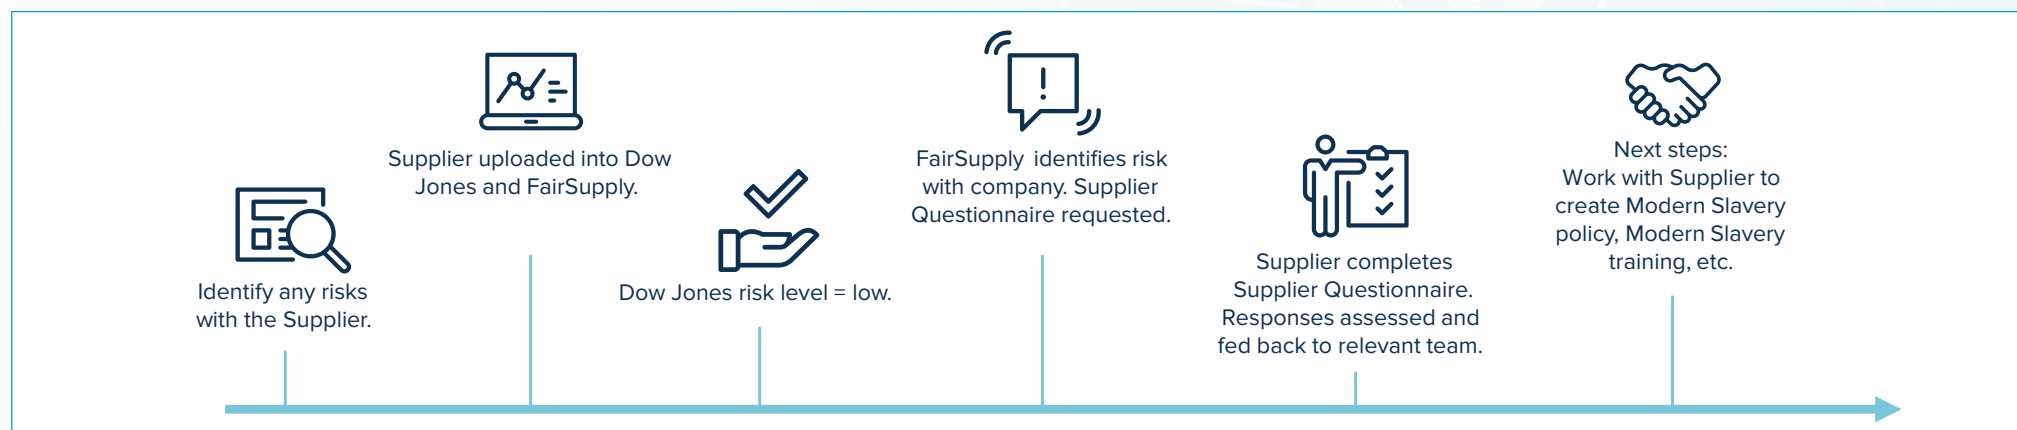 Identify any risks
with the Supplier.
Supplier uploaded into Dow
Jones and FairSupply.
Dow Jones risk level = low.
FairSupply identifies risk
with company. Supplier
Questionnaire requested.
Supplier completes
Supplier Questionnaire.
Responses assessed and
fed back to relevant team.
Next steps:
Work with Supplier to
create Modern Slavery
policy, Modern Slavery
training, etc.